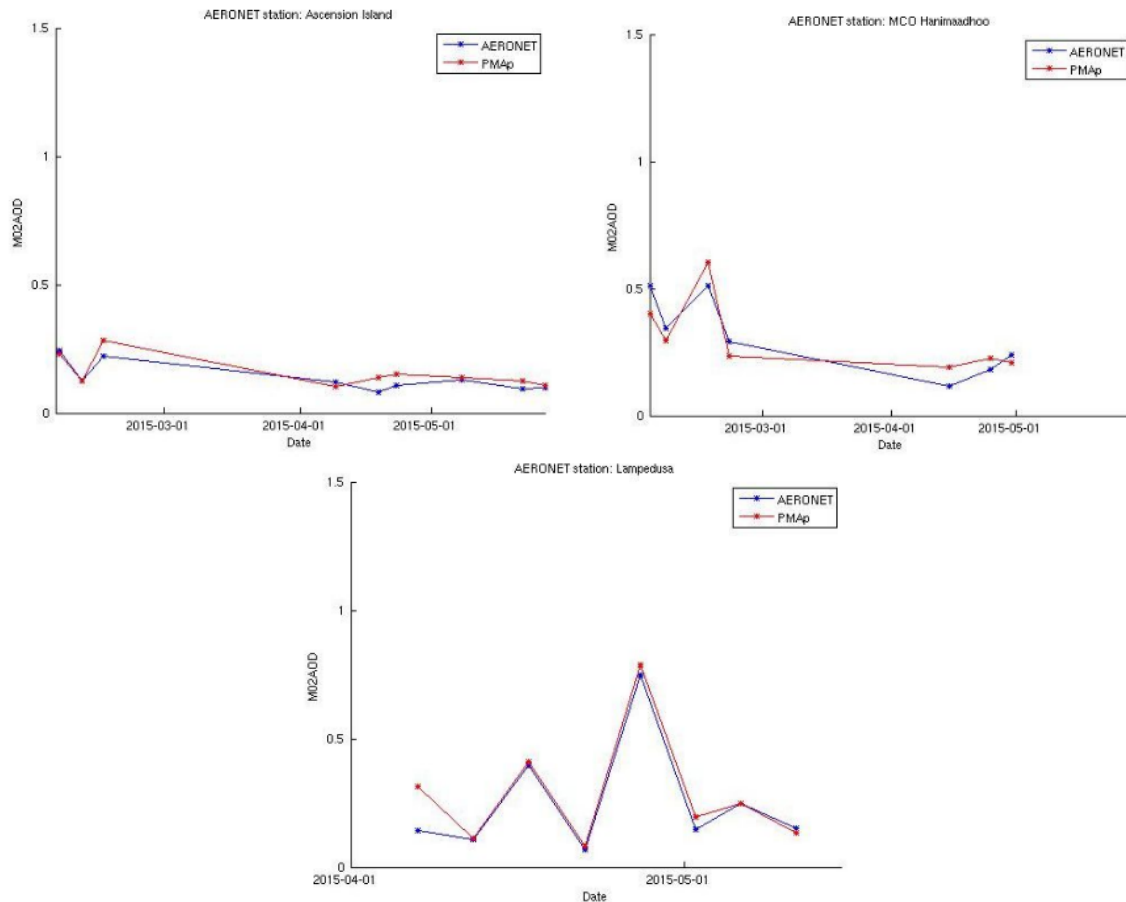 AERONET station: Ascension Island
1.5
AERONET
PMAp
1
M02AOD
0.5
0
2015-03-01 2015-04-01 2015-05-01
Date
AERONET station: MCO Hanimaadhoo
1.5
AERONET
PMAp
1
M02AOD
0.5
0
2015-03-01 2015-04-01 2015-05-01
Date
AERONET station: Lampedusa
1.5
AERONET
PMAp
1
M02AOD
0.5
0
2015-04-01 2015-05-01
Date